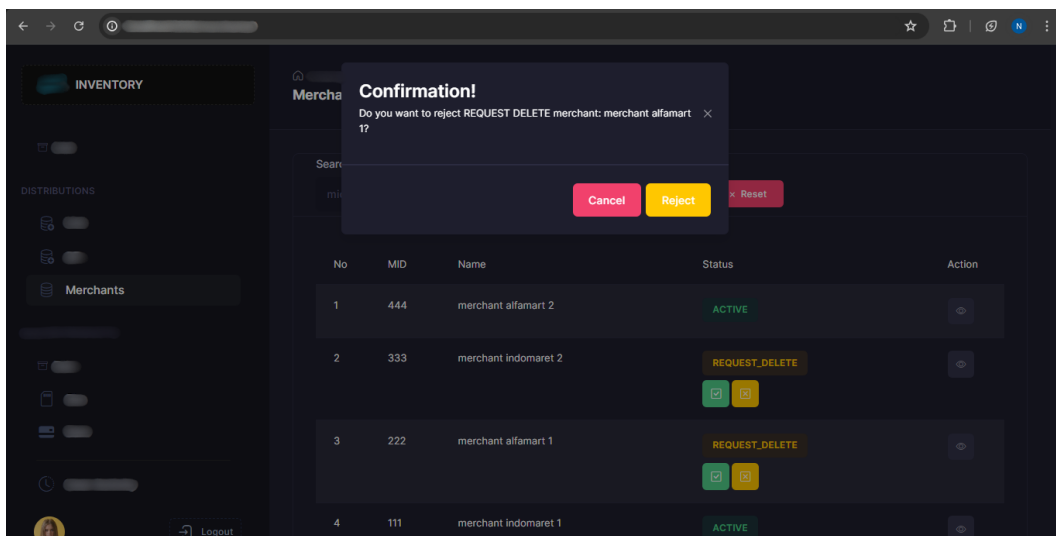 N
INVENTORY
Confirmation!
Do you want to reject REQUEST DELETE merchant: merchant alfamart
1?
Cancel
Reject
Reset
DISTRIBUTIONS
Merchants
Logout
No MID Name Status Action
1 444 merchant alfamart 2 ACTIVE
2 333 merchant indomaret 2 REQUEST_DELETE
3 222 merchant alfamart 1 REQUEST_DELETE
4 111 merchant indomaret 1 ACTIVE